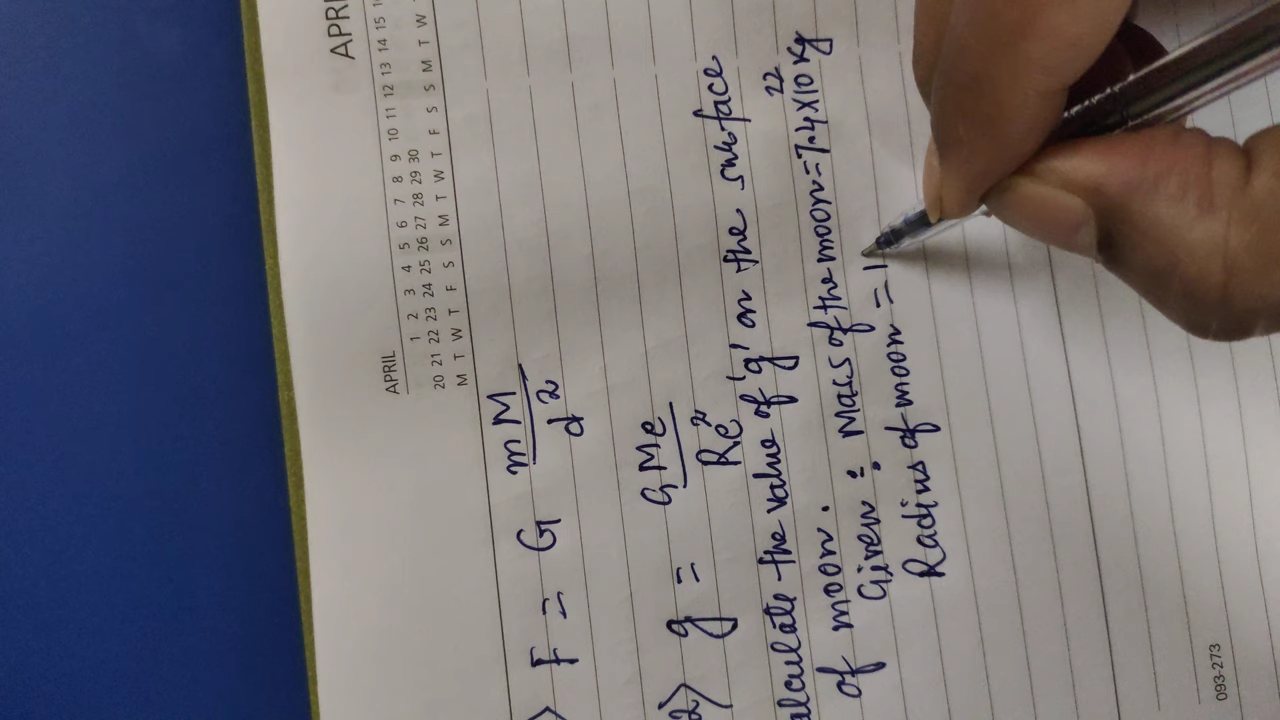 APRIL
1 2 3 4 5 6 7 8 9 10 11 12 13 14 15
20 21 22 23 24 25 26 27 28 29 30
M T W T F S S M T W T F S S M T W
F = G mM/d²
2) g = GMe/Re²
alculate the value of 'g' on the surface
of moon.
Given : Mass of the moon = 7.4 X 10²² Kg
Radius of moon = 1
093-273